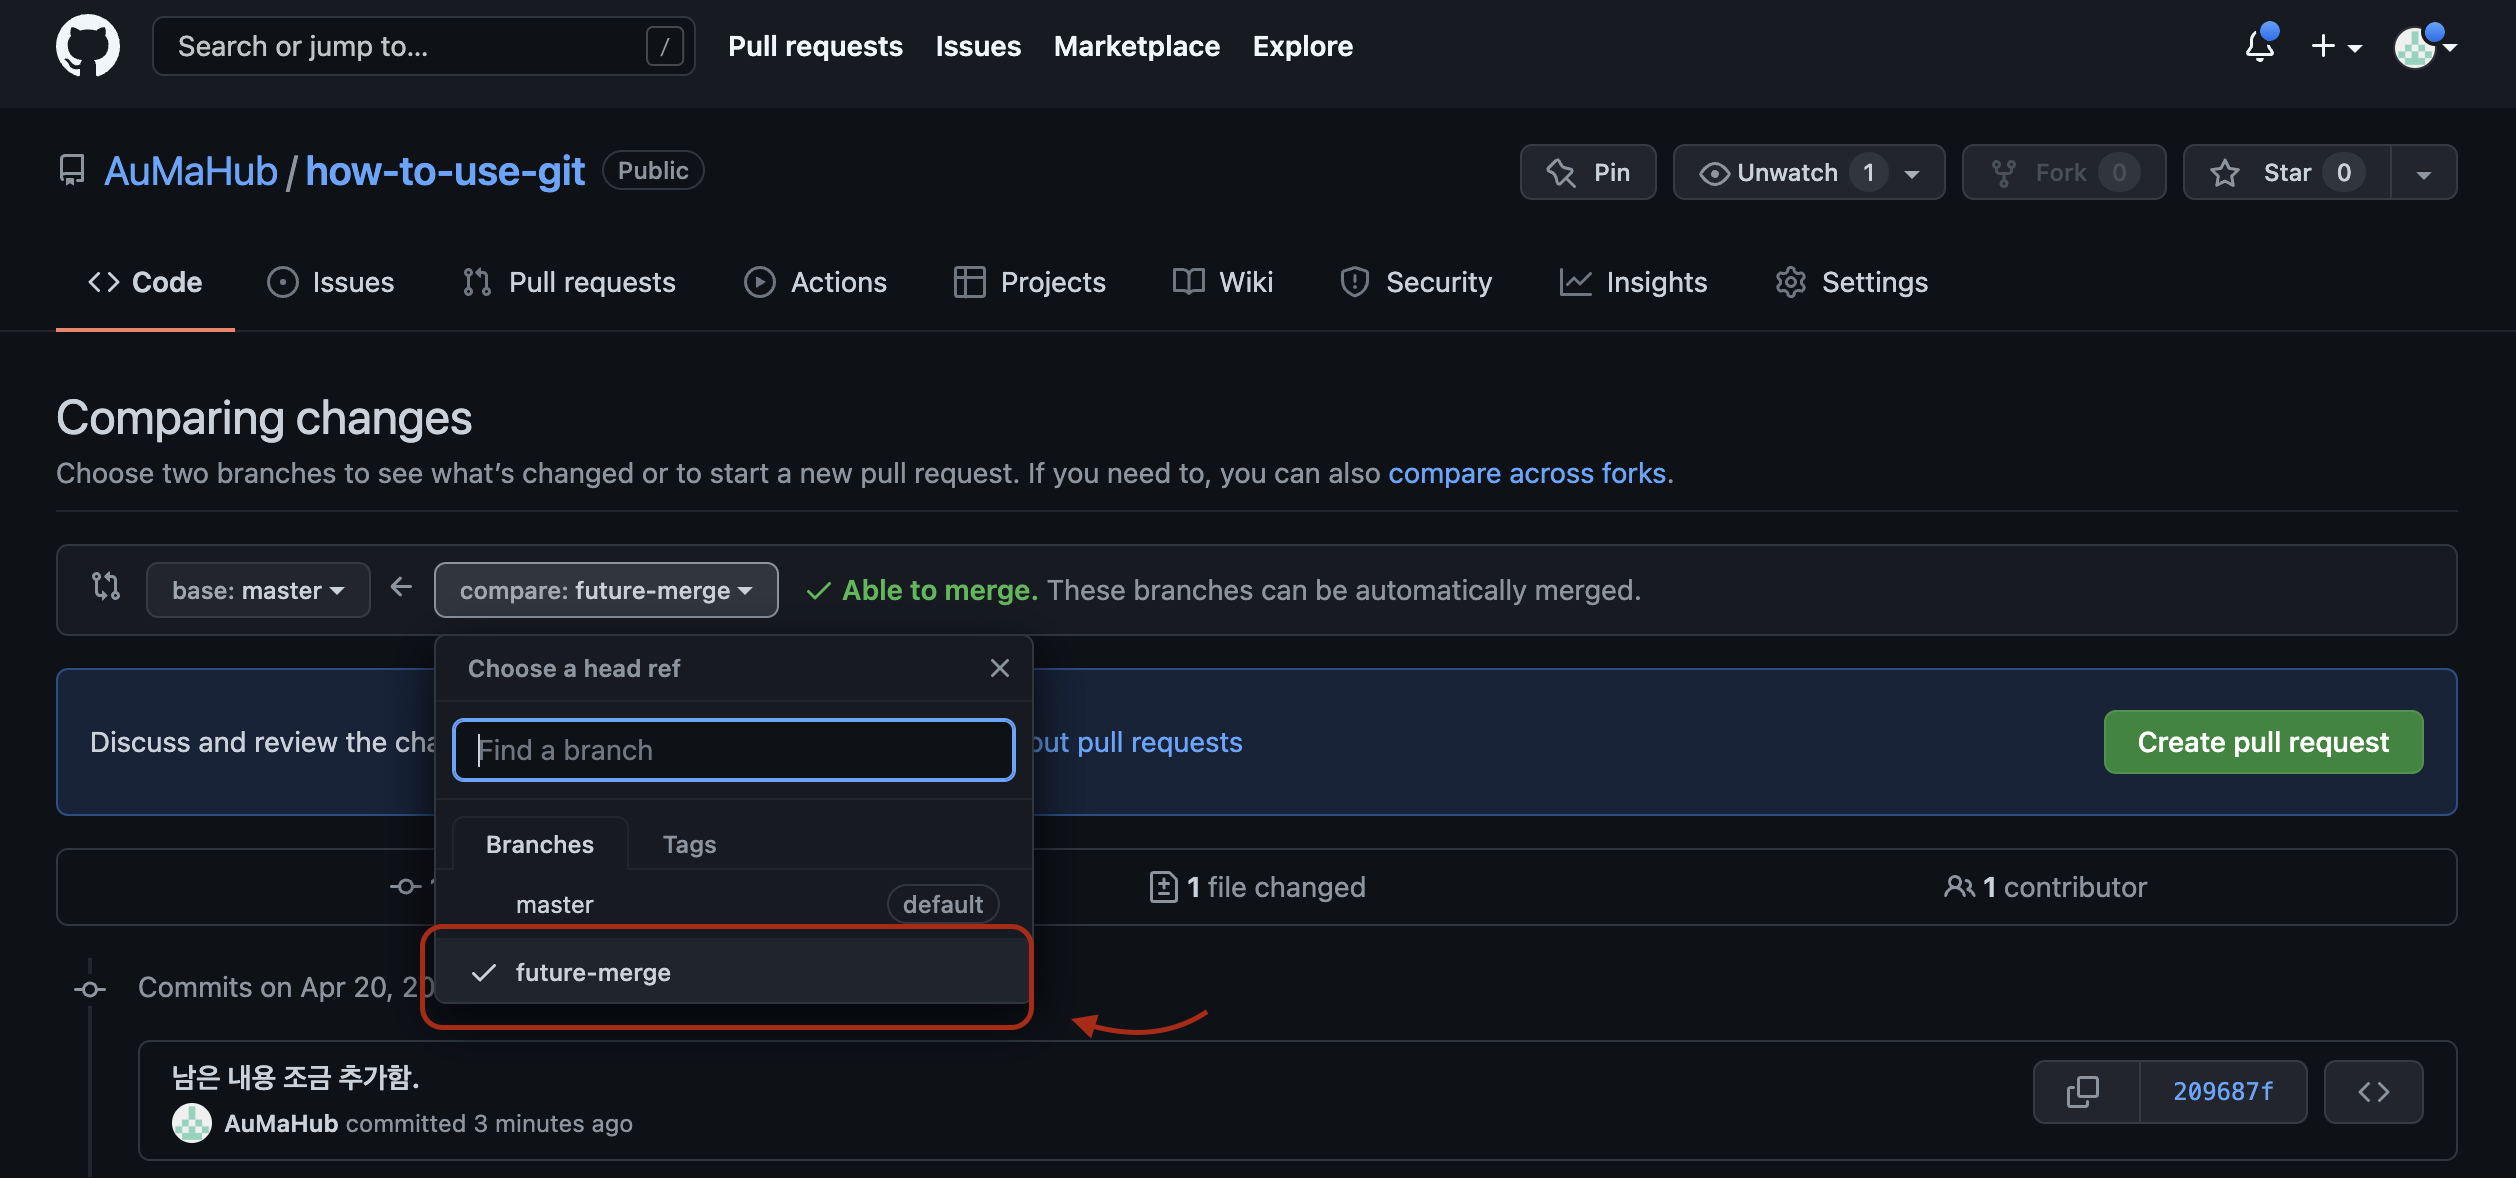 Search or jump to... / Pull requests Issues Marketplace Explore
AuMaHub / how-to-use-git Public Pin Unwatch 1 Fork 0 Star 0
Code Issues Pull requests Actions Projects Wiki Security Insights Settings
Comparing changes
Choose two branches to see what's changed or to start a new pull request. If you need to, you can also compare across forks.
base: master compare: future-merge Able to merge. These branches can be automatically merged.
Choose a head ref
Discuss and review the pull requests Create pull request
Find a branch
Branches Tags
1 file changed 1 contributor
master default
future-merge
Commits on Apr 20,
남은 내용 조금 추가함.
209687f
AuMaHub committed 3 minutes ago